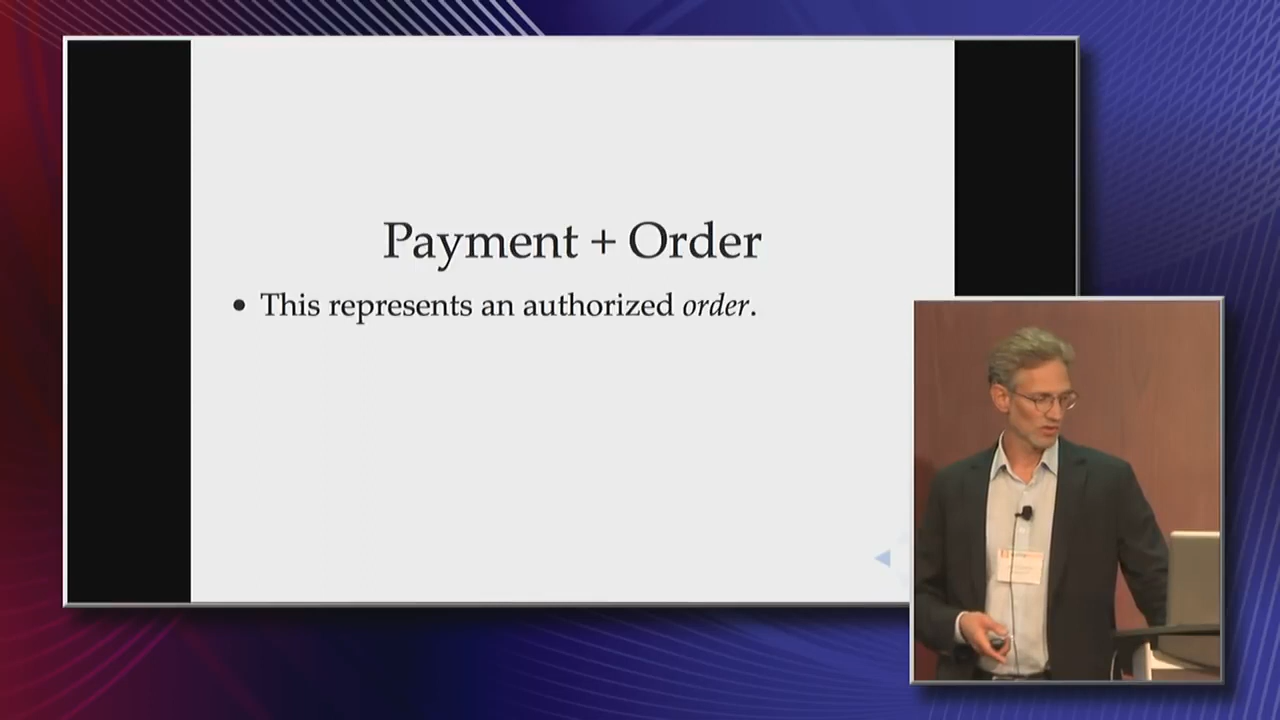 Payment + Order
• This represents an authorized order.